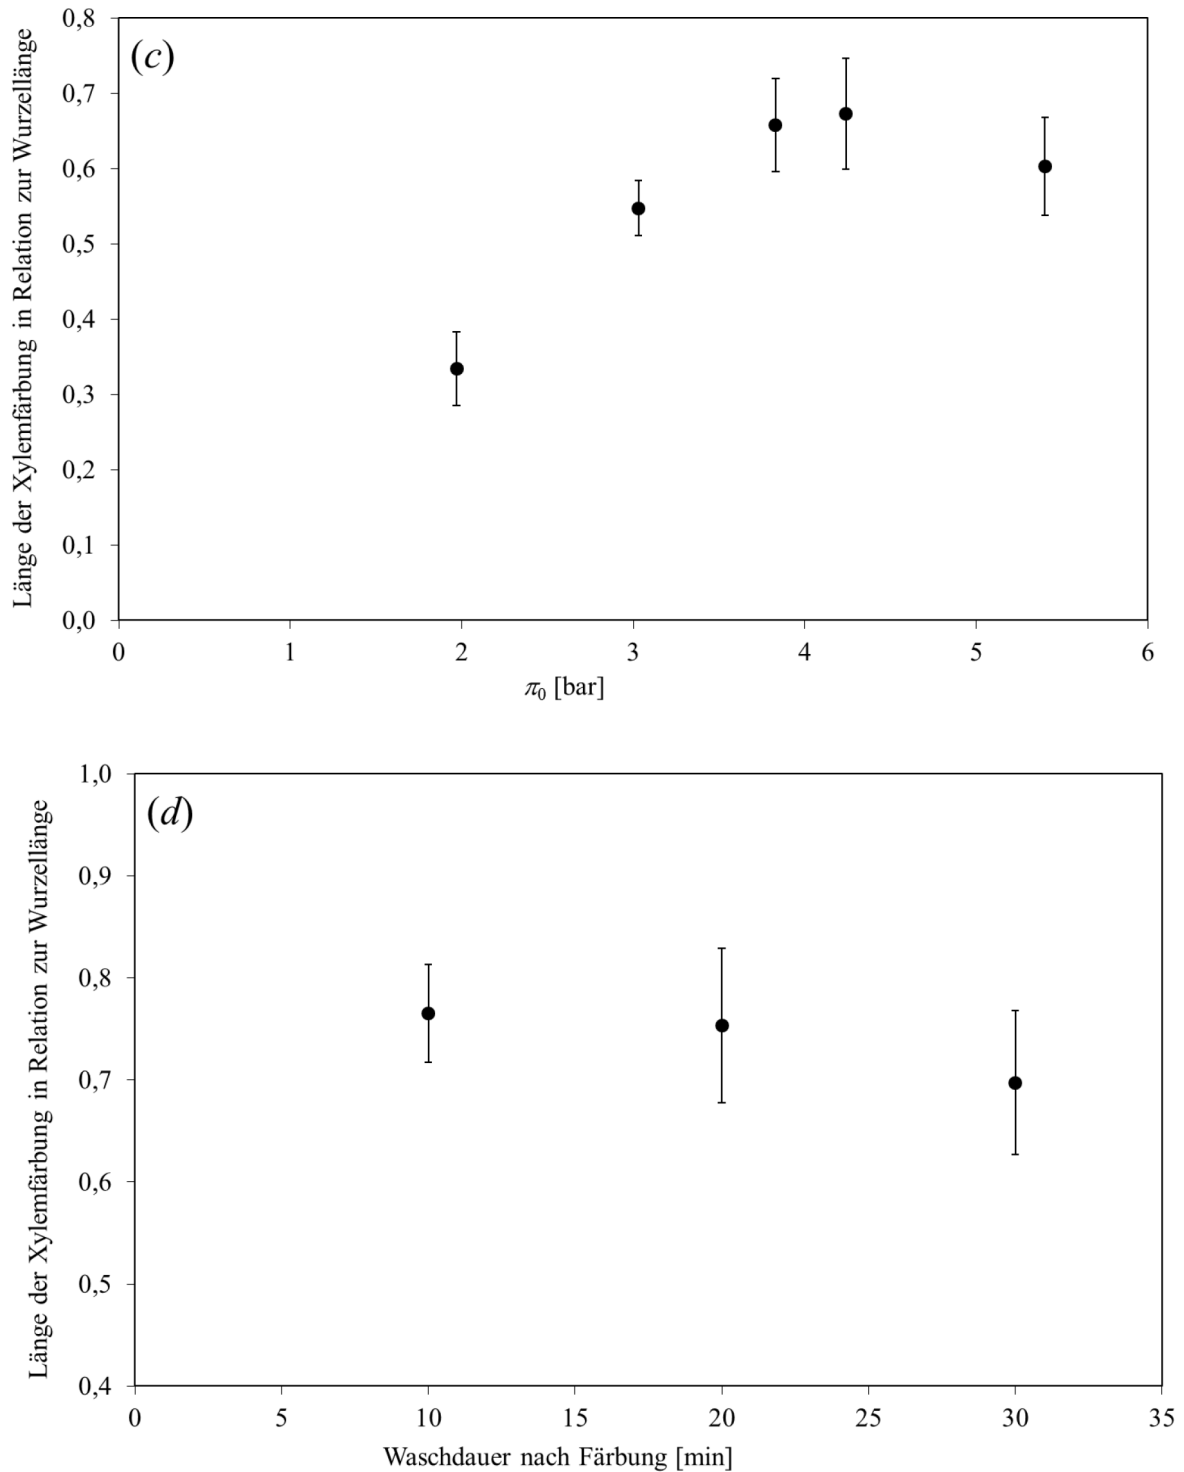 (c)
Länge der Xylemfärbung in Relation zur Wurzellänge
0,8
0,7
0,6
0,5
0,4
0,3
0,2
0,1
0,0
0 1 2 3 4 5 6
π0 [bar]
(d)
Länge der Xylemfärbung in Relation zur Wurzellänge
1,0
0,9
0,8
0,7
0,6
0,5
0,4
0 5 10 15 20 25 30 35
Waschdauer nach Färbung [min]